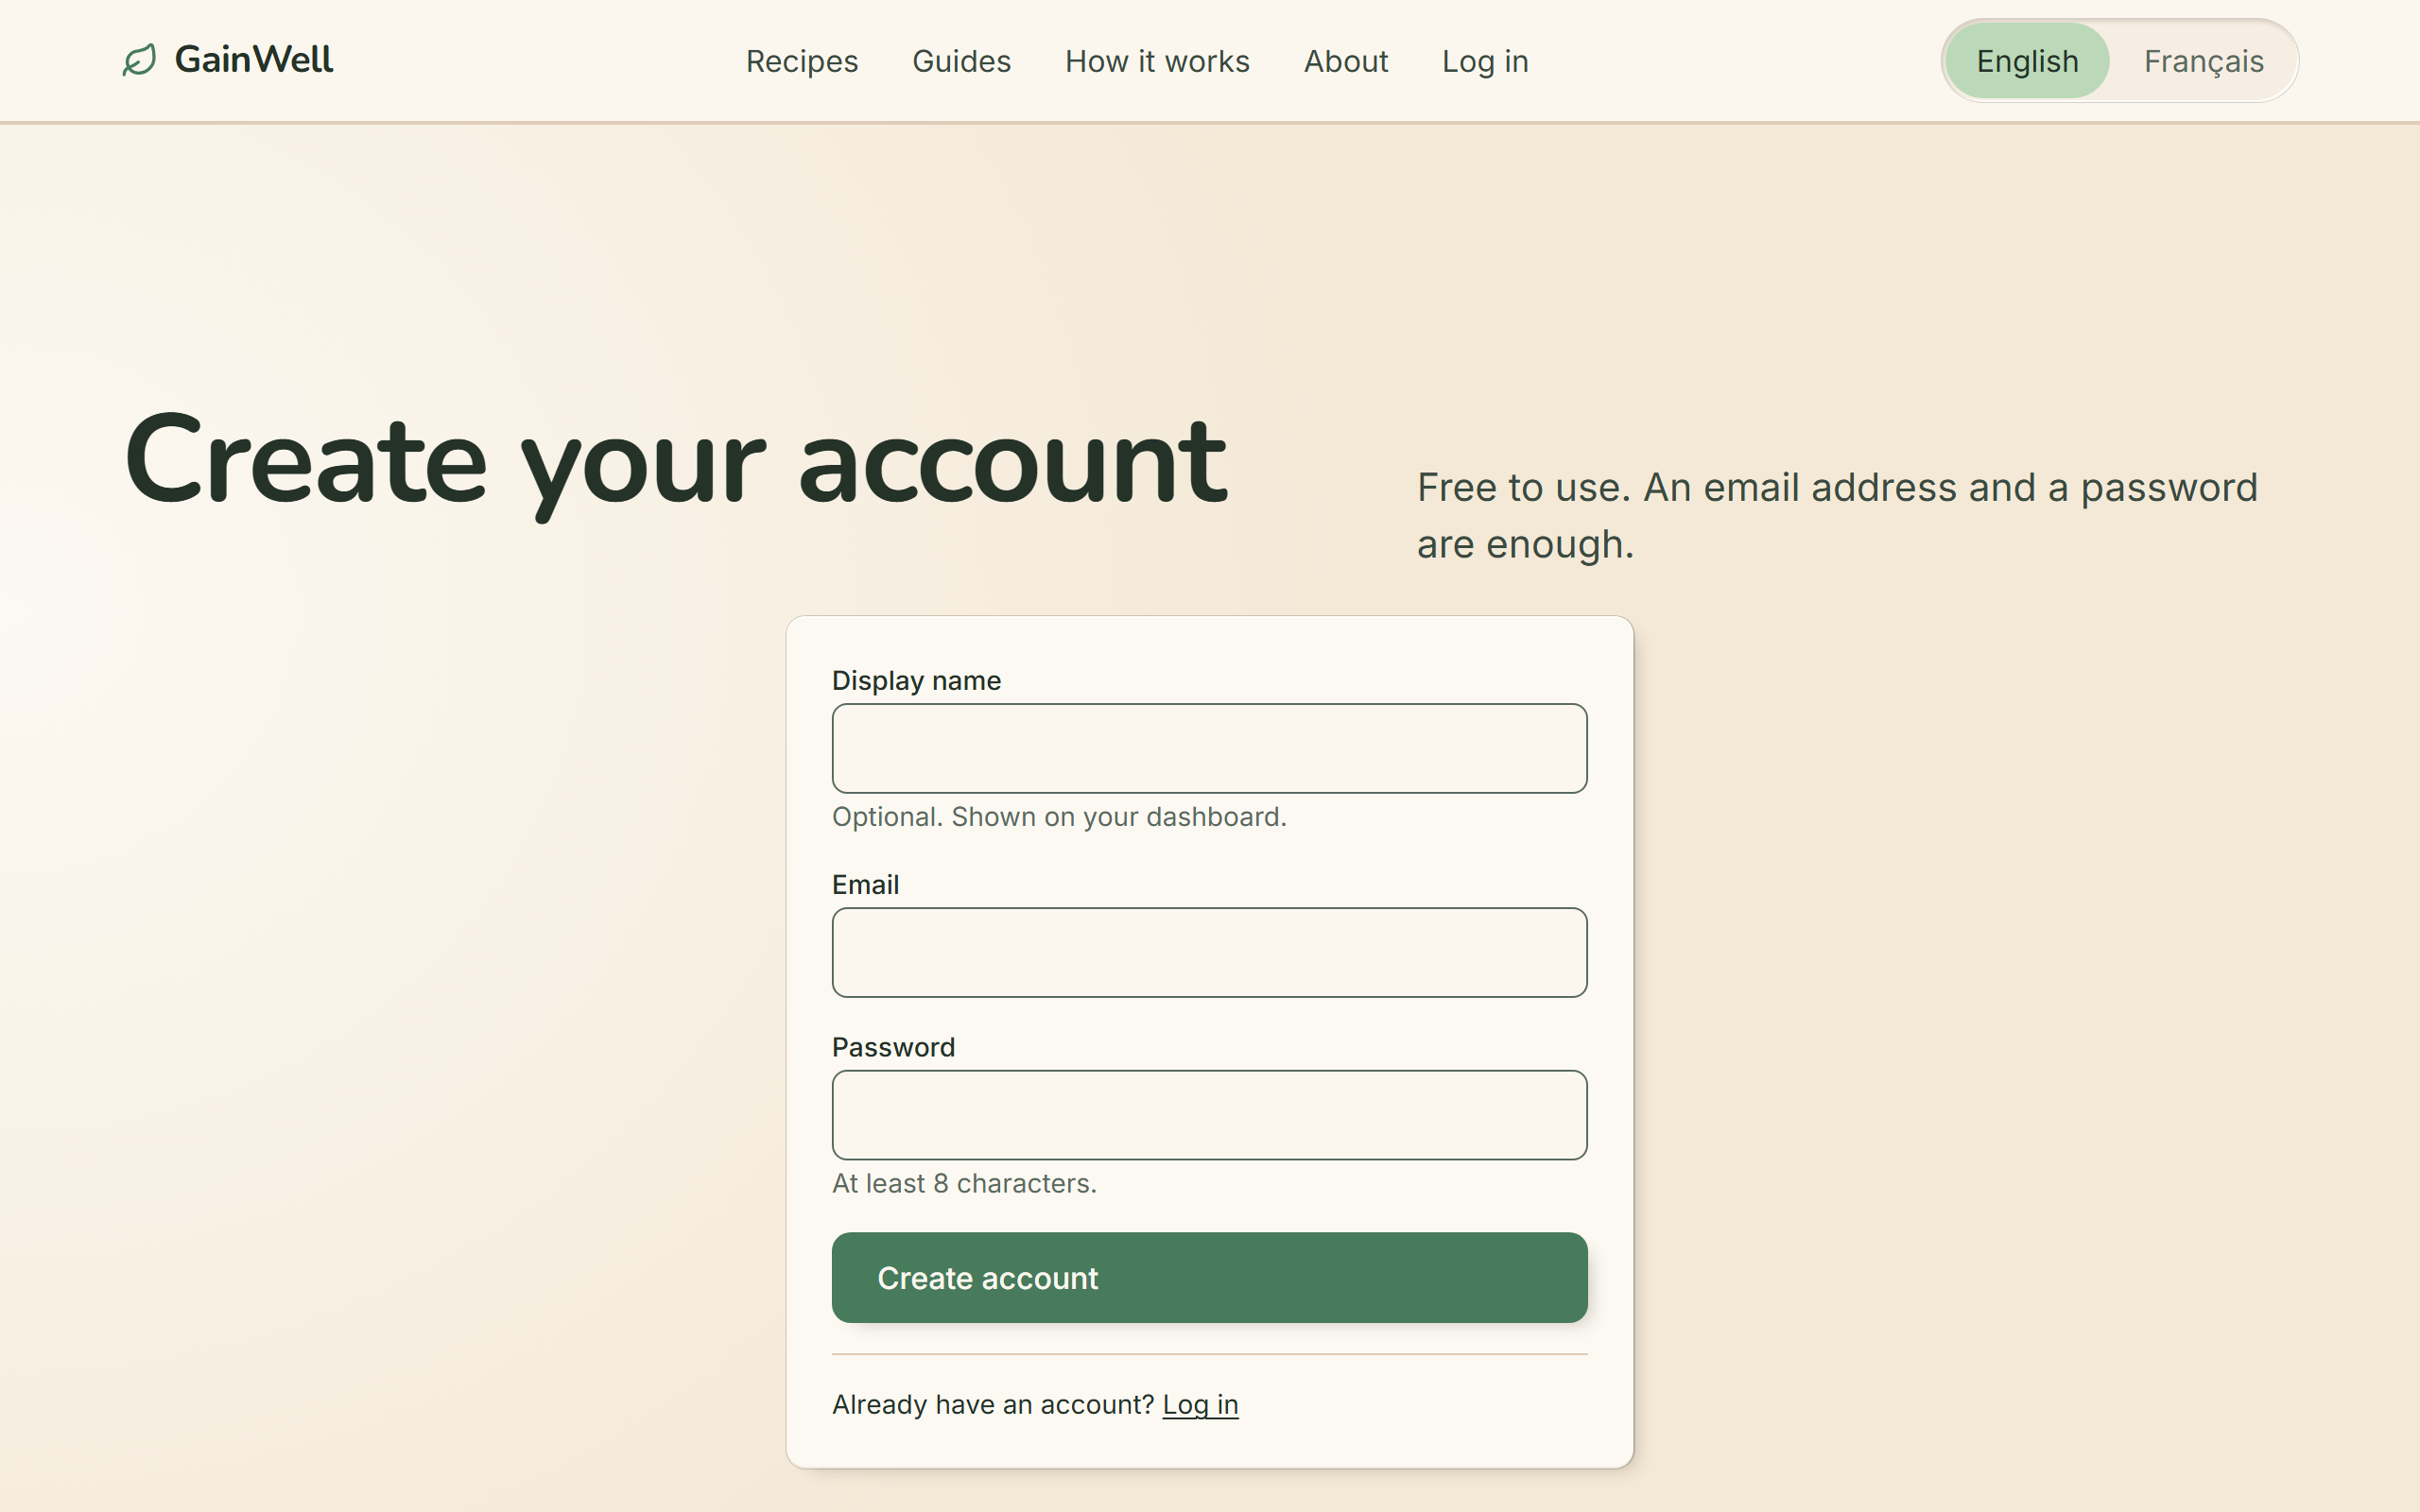 GainWell
Recipes
Guides
How it works
About
Log in
English
Français
Create your account
Free to use. An email address and a password
are enough.
Display name
Optional. Shown on your dashboard.
Email
Password
At least 8 characters.
Create account
Already have an account? Log in